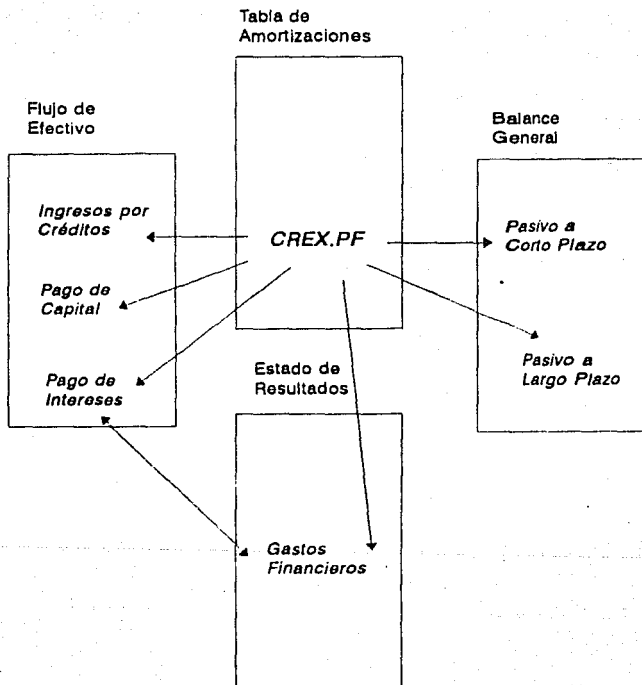 Tabla de
Amortizaciones
Flujo de
Efectivo
Balance
General
Ingresos por
Créditos
CREX.PF
Pasivo a
Corto Plazo
Pago de
Capital
Pasivo a
Largo Plazo
Pago de
Intereses
Estado de
Resultados
Gastos
Financieros